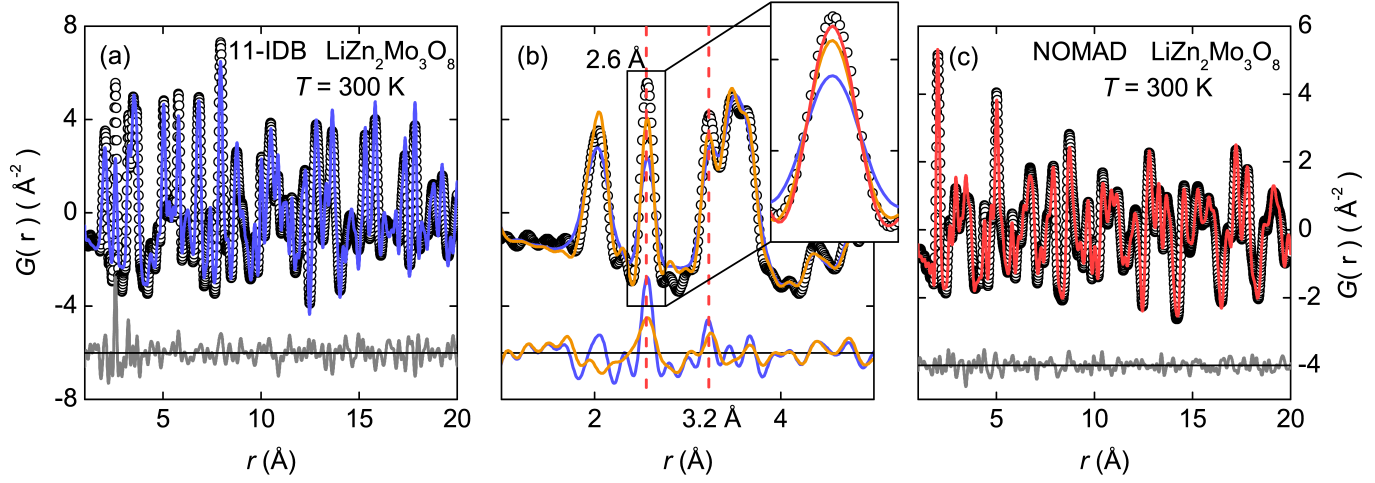 (a) 11-IDB LiZn₂Mo₃O₈
T = 300 K
8
4
0
-4
-8
G( r ) ( Å⁻²)
5 10 15 20
r (Å)
(b)
2.6 Å
2 3.2 Å 4
r (Å)
(c) NOMAD LiZn₂Mo₃O₈
T = 300 K
6
4
2
0
-2
-4
G( r ) ( Å⁻²)
5 10 15 20
r (Å)